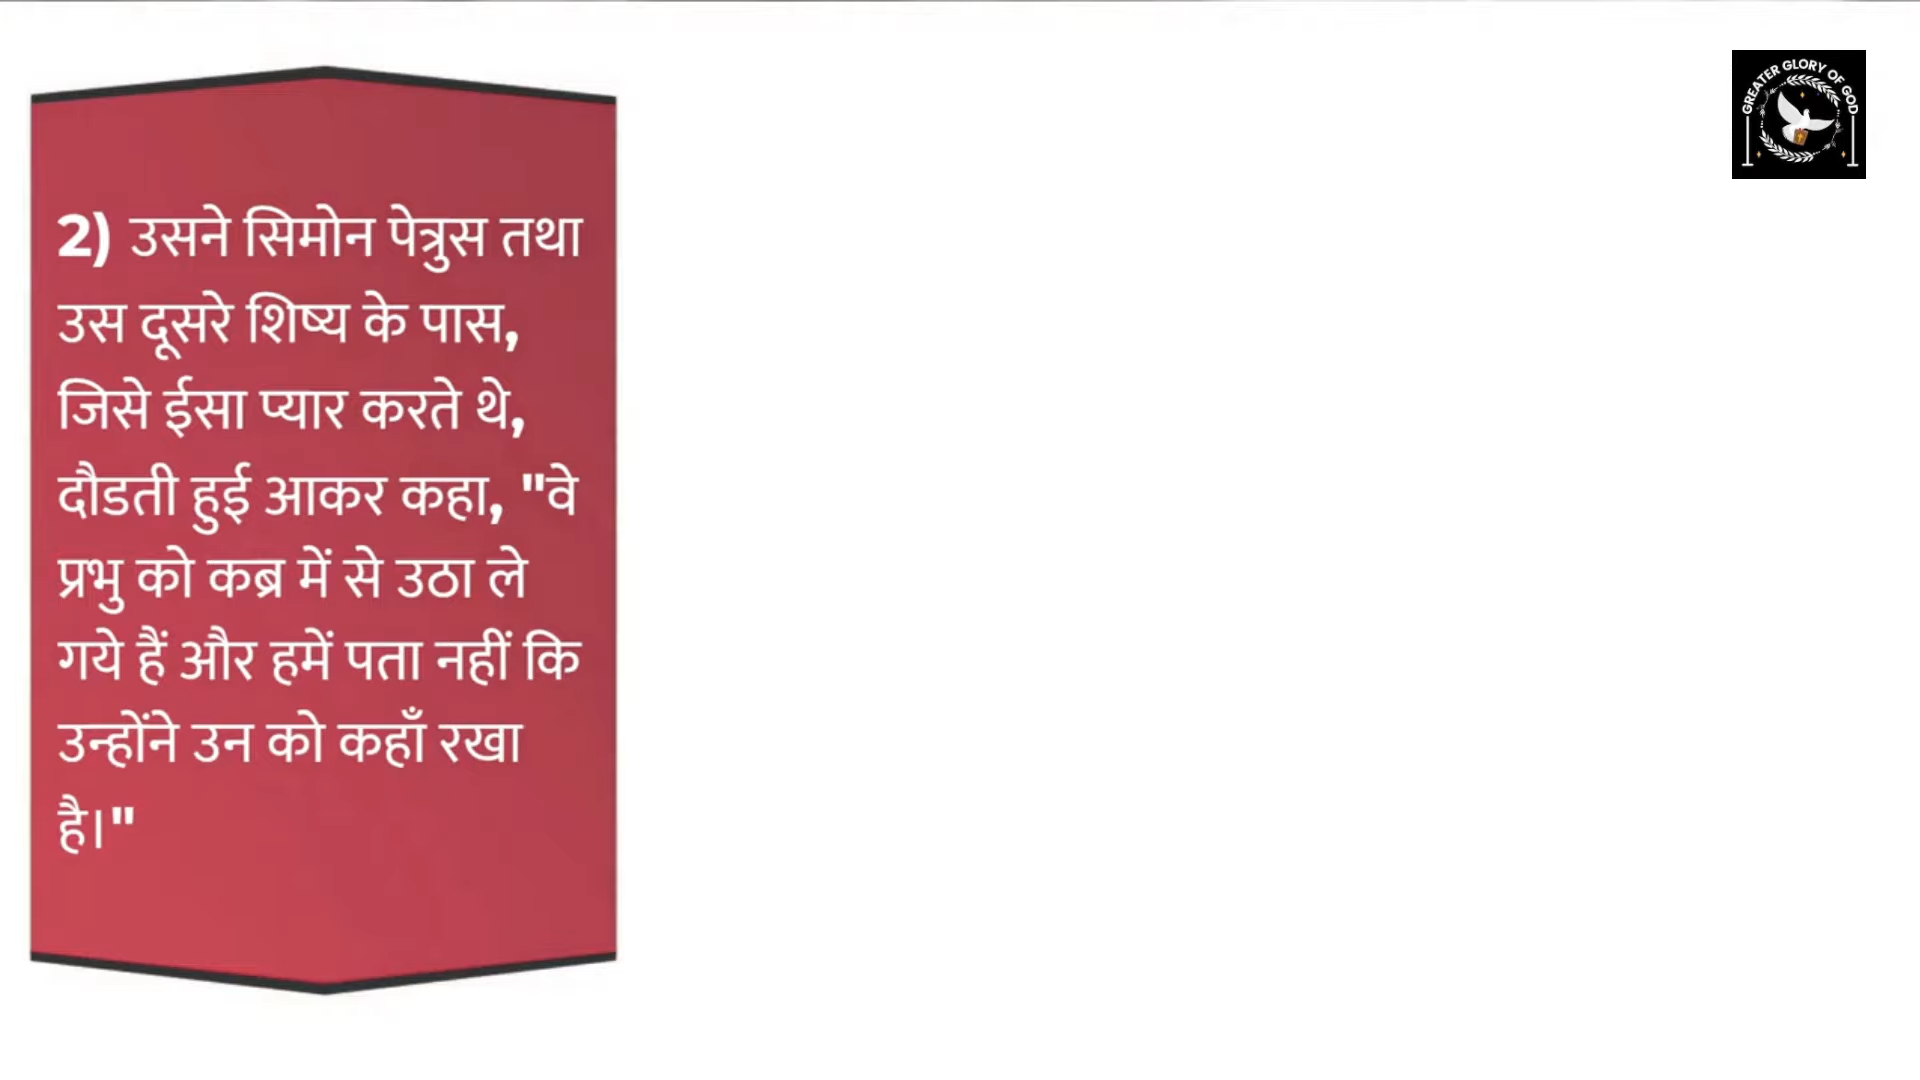 GREATER GLORY OF GOD
2) उसने सिमोन पेत्रुस तथा
उस दूसरे शिष्य के पास,
जिसे ईसा प्यार करते थे,
दौडती हुई आकर कहा, "वे
प्रभु को कब्र में से उठा ले
गये हैं और हमें पता नहीं कि
उन्होंने उन को कहाँ रखा
है।"